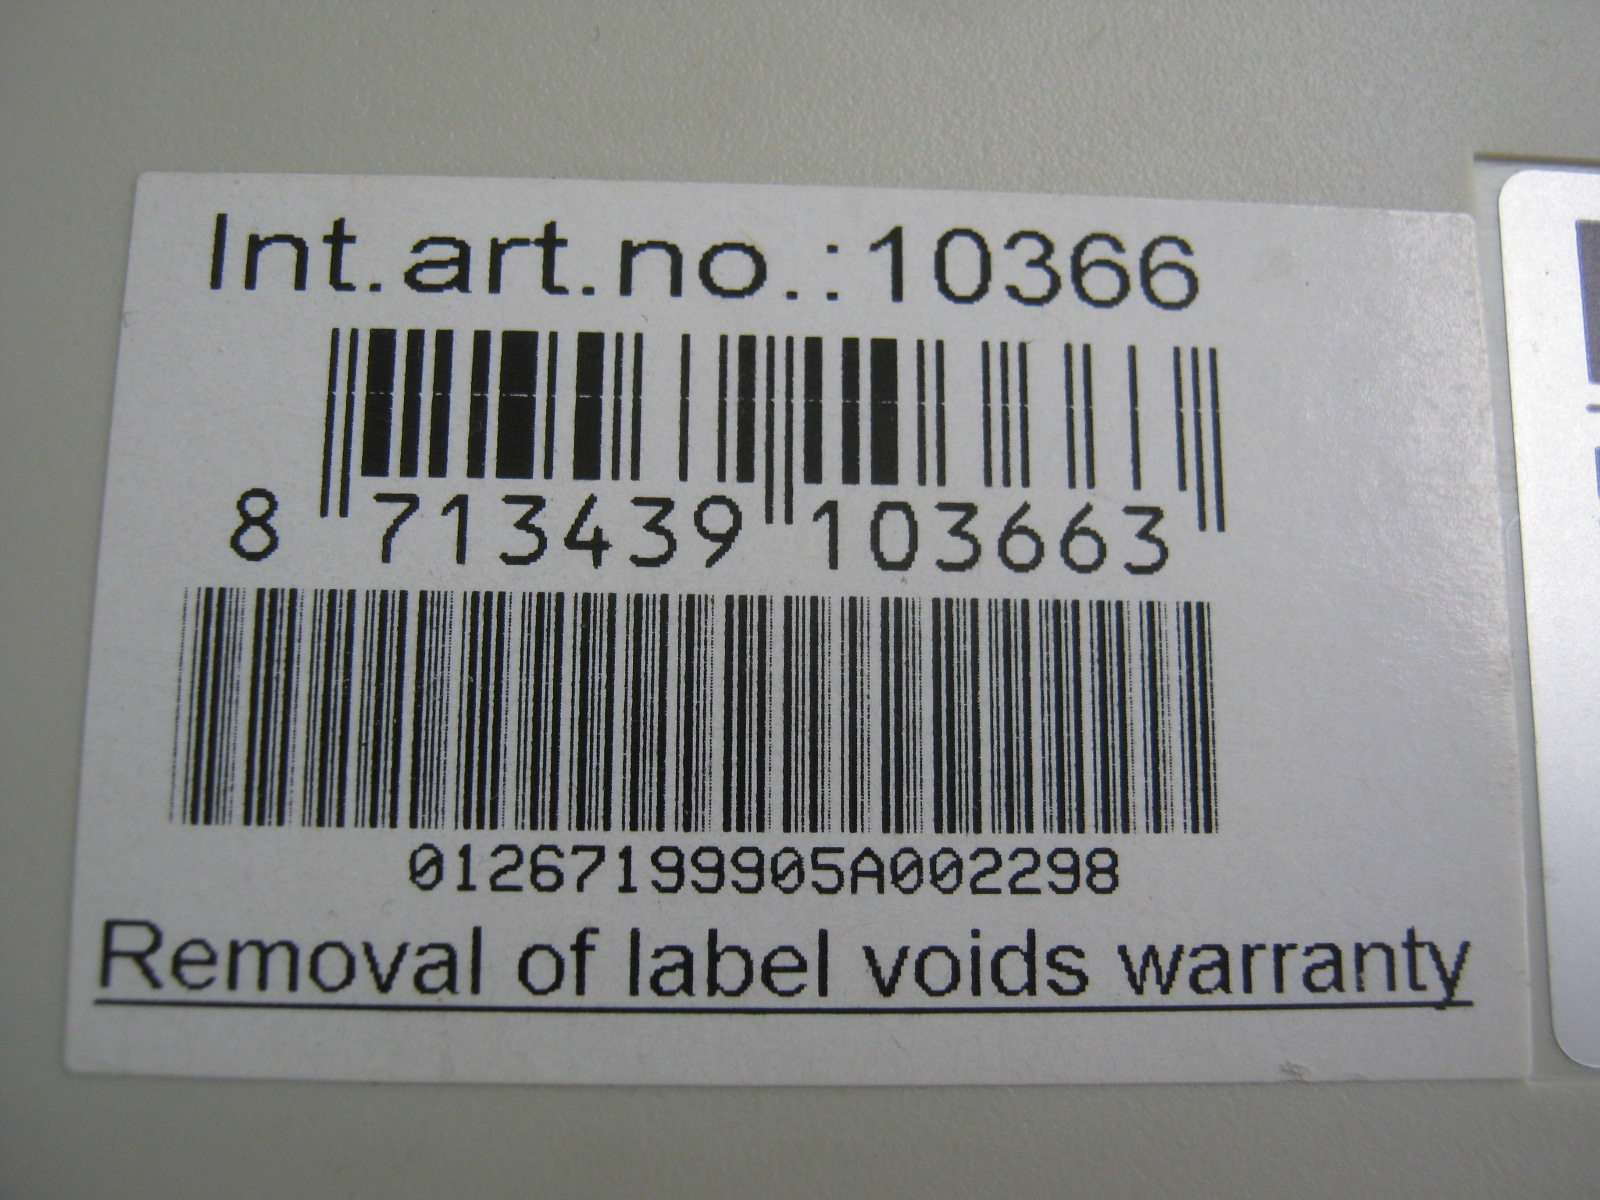 Int.art.no.:10366
8 713439 103663
01267199905A002298
Removal of label voids warranty